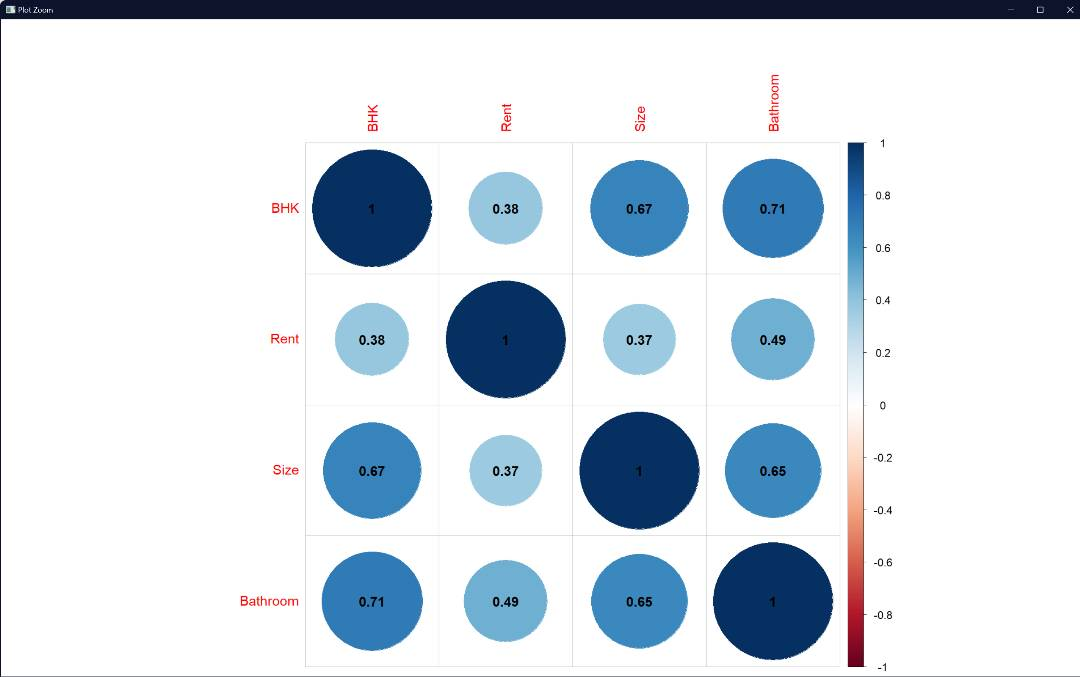 Plot Zoom
BHK Rent Size Bathroom
BHK 1 0.38 0.67 0.71
Rent 0.38 1 0.37 0.49
Size 0.67 0.37 1 0.65
Bathroom 0.71 0.49 0.65 1
1
0.8
0.6
0.4
0.2
0
-0.2
-0.4
-0.6
-0.8
-1